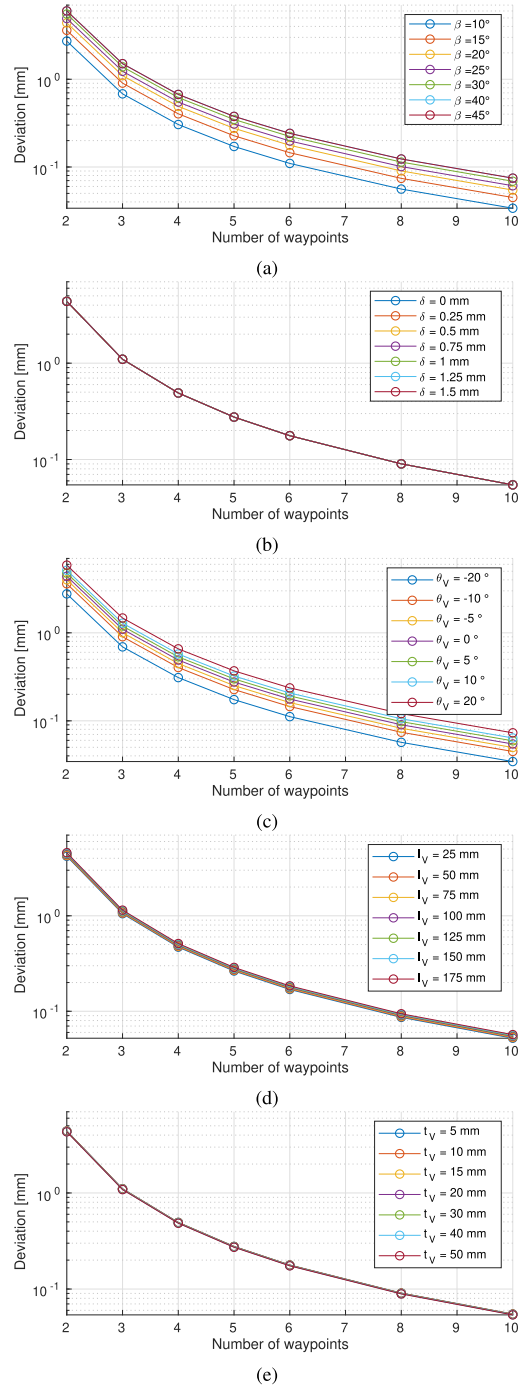 β =10°
β =15°
β =20°
β =25°
β =30°
β =40°
β =45°
Deviation [mm]
10^0
10^-1
2 3 4 5 6 7 8 9 10
Number of waypoints
(a)
δ = 0 mm
δ = 0.25 mm
δ = 0.5 mm
δ = 0.75 mm
δ = 1 mm
δ = 1.25 mm
δ = 1.5 mm
Deviation [mm]
10^0
10^-1
2 3 4 5 6 7 8 9 10
Number of waypoints
(b)
θ_V = -20 °
θ_V = -10 °
θ_V = -5 °
θ_V = 0 °
θ_V = 5 °
θ_V = 10 °
θ_V = 20 °
Deviation [mm]
10^0
10^-1
2 3 4 5 6 7 8 9 10
Number of waypoints
(c)
l_V = 25 mm
l_V = 50 mm
l_V = 75 mm
l_V = 100 mm
l_V = 125 mm
l_V = 150 mm
l_V = 175 mm
Deviation [mm]
10^0
10^-1
2 3 4 5 6 7 8 9 10
Number of waypoints
(d)
t_V = 5 mm
t_V = 10 mm
t_V = 15 mm
t_V = 20 mm
t_V = 30 mm
t_V = 40 mm
t_V = 50 mm
Deviation [mm]
10^0
10^-1
2 3 4 5 6 7 8 9 10
Number of waypoints
(e)